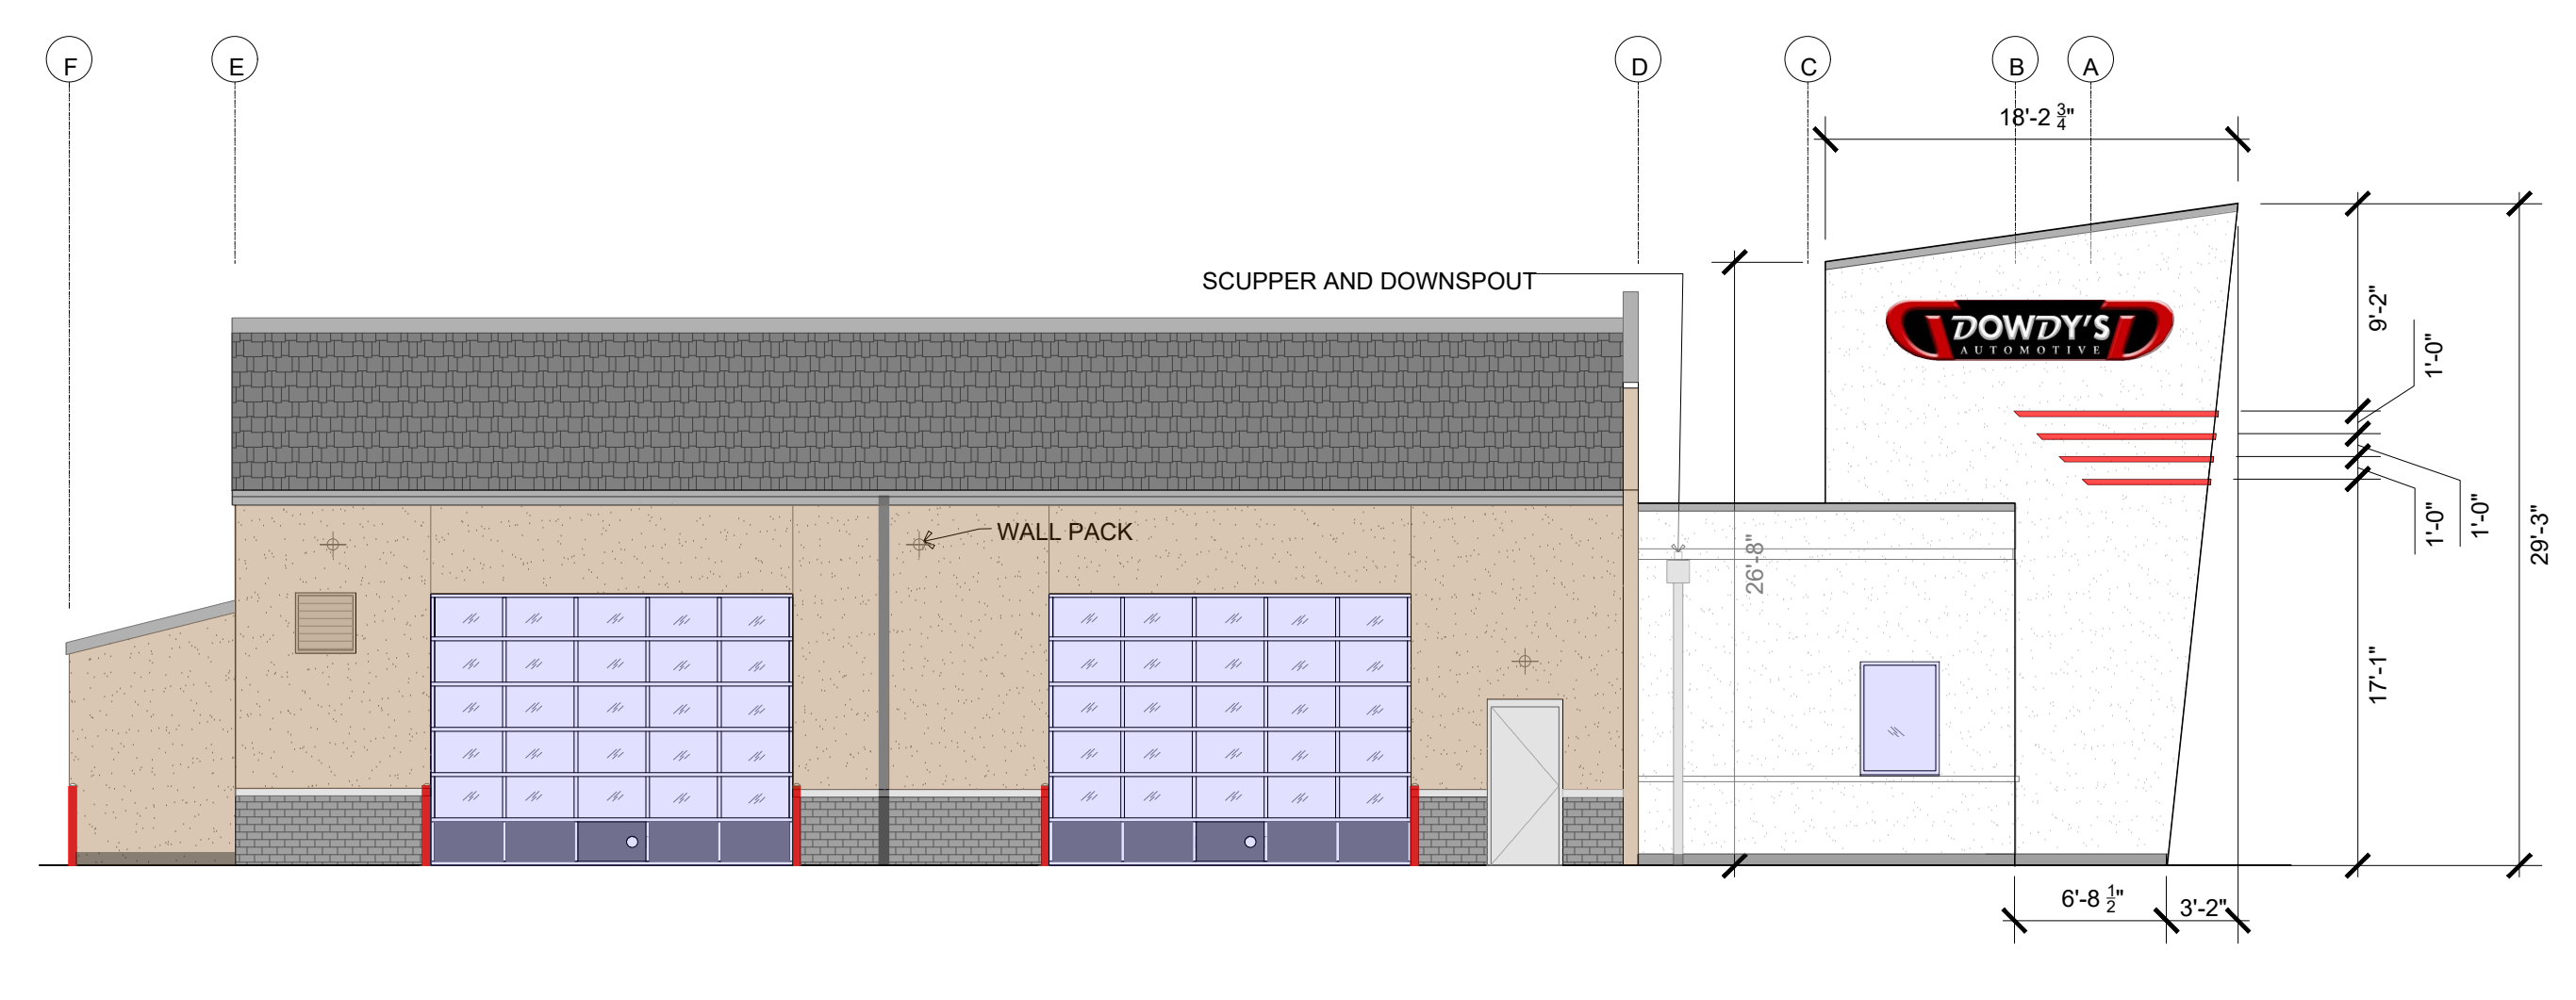 F
E
D
C
B
A
18'-2 3/4"
SCUPPER AND DOWNSPOUT
DOWDY'S
AUTOMOTIVE
9'-2"
1'-0"
WALL PACK
26'-8"
1'-0"
1'-0"
29'-3"
17'-1"
6'-8 1/2"
3'-2"